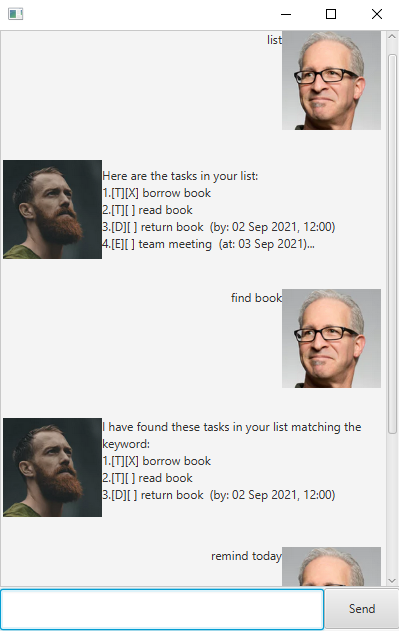 list
Here are the tasks in your list:
1.[T][X] borrow book
2.[T][ ] read book
3.[D][ ] return book  (by: 02 Sep 2021, 12:00)
4.[E][ ] team meeting  (at: 03 Sep 2021)...
find book
I have found these tasks in your list matching the
keyword:
1.[T][X] borrow book
2.[T][ ] read book
3.[D][ ] return book  (by: 02 Sep 2021, 12:00)
remind today
Send